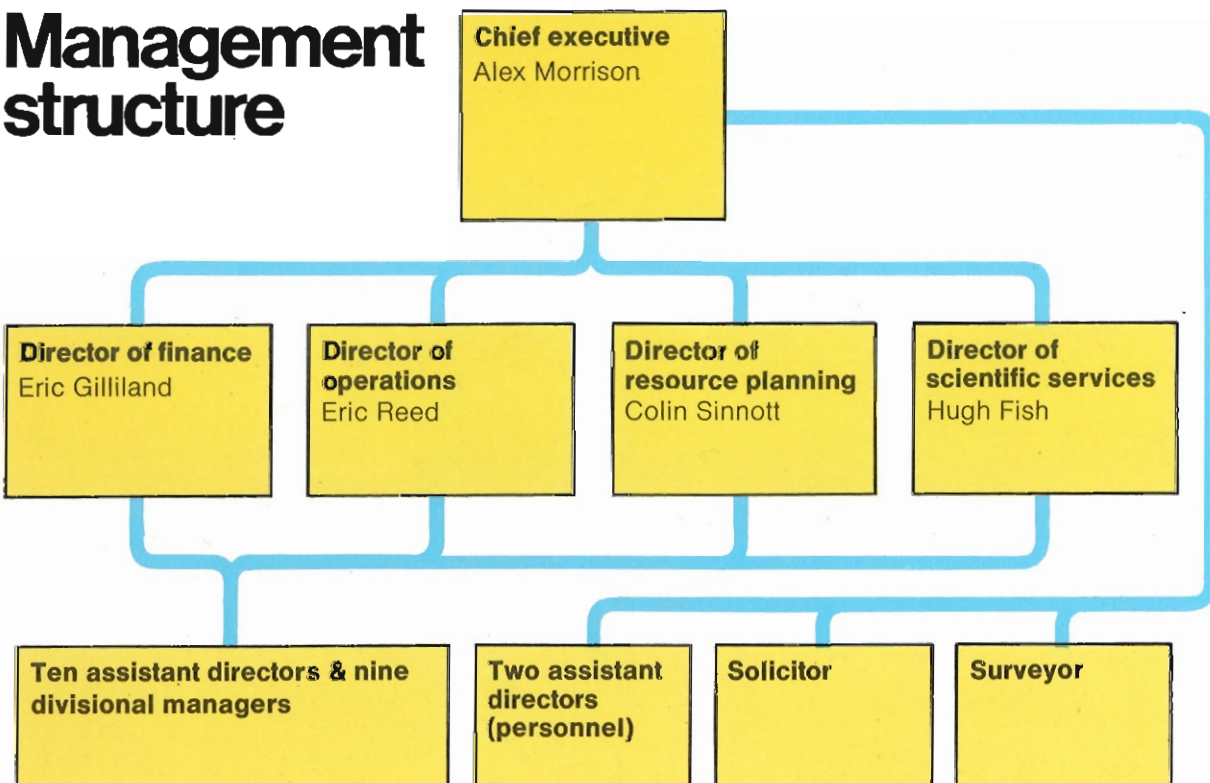 Management
structure
Chief executive
Alex Morrison
Director of finance
Eric Gilliland
Director of
operations
Eric Reed
Director of
resource planning
Colin Sinnott
Director of
scientific services
Hugh Fish
Ten assistant directors & nine
divisional managers
Two assistant
directors
(personnel)
Solicitor
Surveyor